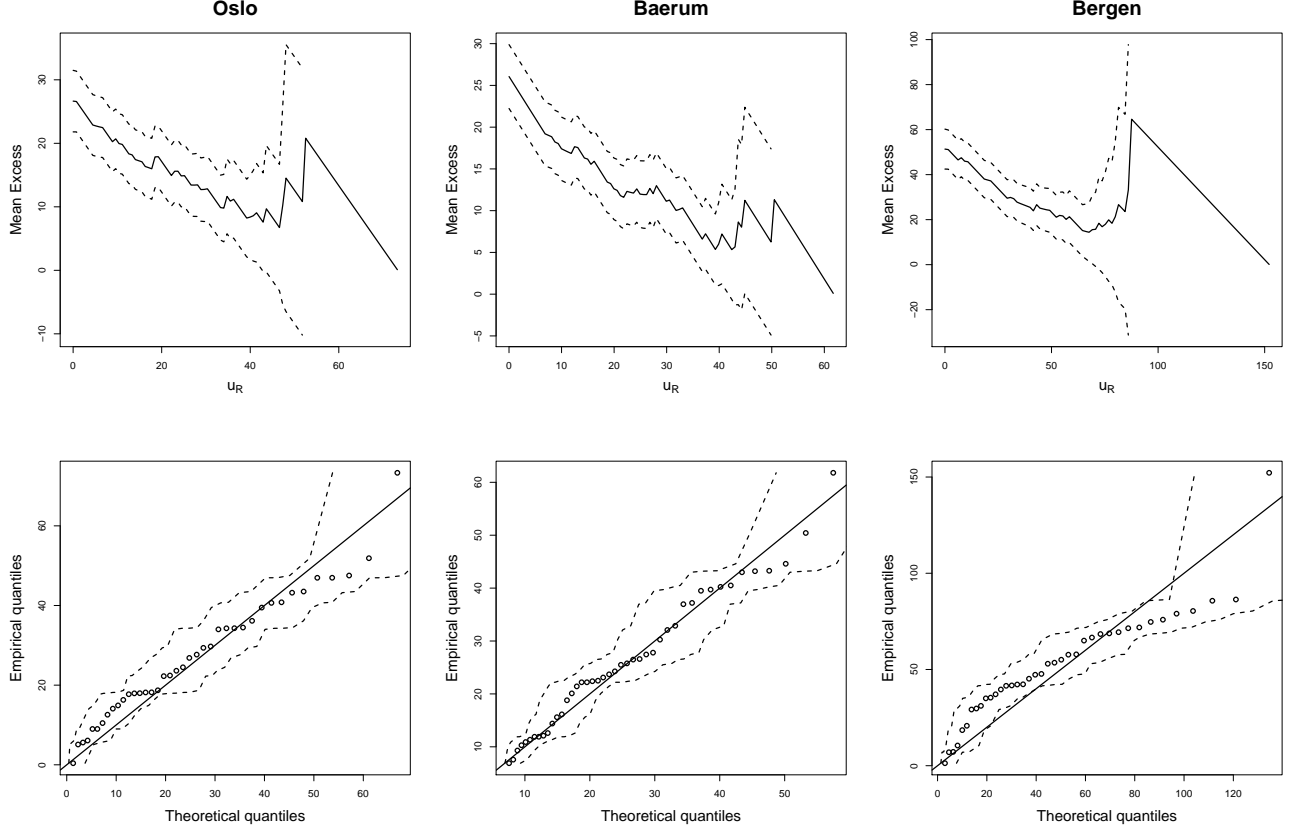 Oslo
Baerum
Bergen
Mean Excess
−10 0 10 20 30
0 20 40 60
u_R
Mean Excess
−5 0 5 10 15 20 25 30
0 10 20 30 40 50 60
u_R
Mean Excess
−20 0 20 40 60 80 100
0 50 100 150
u_R
Empirical quantiles
0 20 40 60
0 10 20 30 40 50 60
Theoretical quantiles
Empirical quantiles
10 20 30 40 50 60
10 20 30 40 50
Theoretical quantiles
Empirical quantiles
0 50 100 150
0 20 40 60 80 100 120
Theoretical quantiles